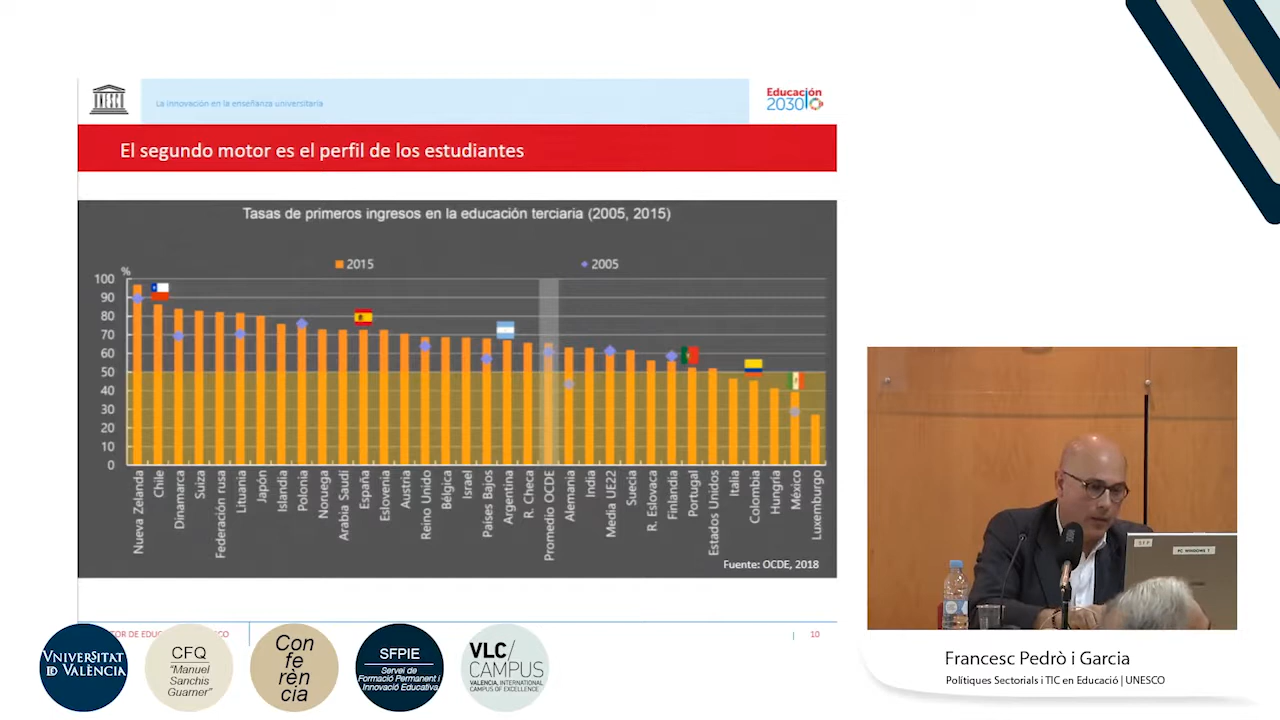 La innovación en la enseñanza universitaria
Educación
2030
El segundo motor es el perfil de los estudiantes
Tasas de primeros ingresos en la educación terciaria (2005, 2015)
2015
2005
%
100
90
80
70
60
50
40
30
20
10
0
Nueva Zelanda
Chile
Dinamarca
Suiza
Federación rusa
Lituania
Japón
Islandia
Polonia
Noruega
Arabia Saudí
España
Eslovenia
Austria
Reino Unido
Bélgica
Israel
Países Bajos
Argentina
R. Checa
Promedio OCDE
Alemania
India
Media UE22
Suecia
R. Eslovaca
Finlandia
Portugal
Estados Unidos
Italia
Colombia
Hungría
México
Luxemburgo
Fuente: OCDE, 2018
10
VNIVERSITAT
D VALÈNCIA
CFQ
“Manuel
Sanchis
Guarner”
Con
fe
rèn
cia
SFPIE
Servei de
Formació Permanent i
Innovació Educativa
VLC/
CAMPUS
VALENCIA, INTERNATIONAL
CAMPUS OF EXCELLENCE
PC WINDOWS 7
Francesc Pedrò i Garcia
Polítiques Sectorials i TIC en Educació | UNESCO